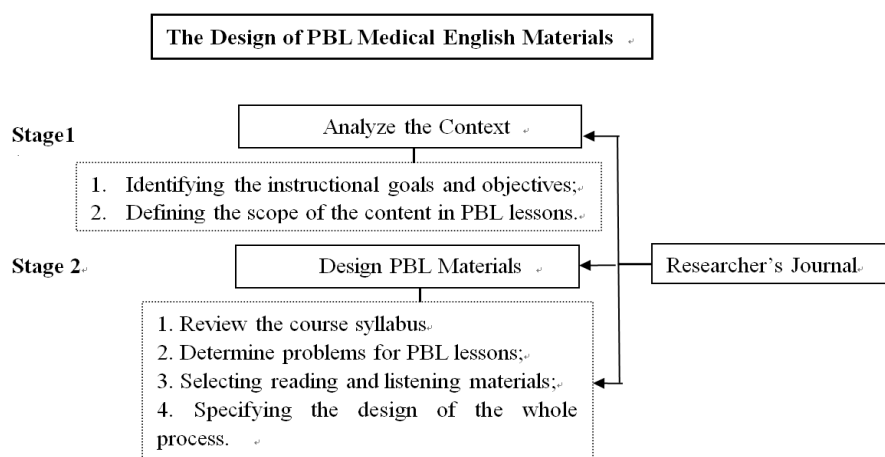 The Design of PBL Medical English Materials
Stage1
Analyze the Context
1. Identifying the instructional goals and objectives;
2. Defining the scope of the content in PBL lessons.
Stage 2
Design PBL Materials
Researcher's Journal
1. Review the course syllabus
2. Determine problems for PBL lessons;
3. Selecting reading and listening materials;
4. Specifying the design of the whole
process.